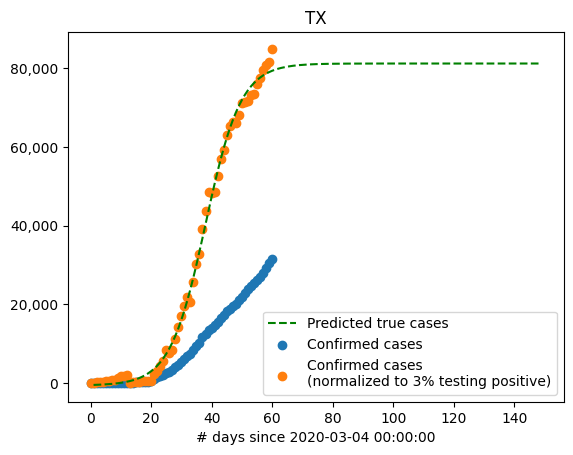 TX
80,000
60,000
40,000
20,000
0
Predicted true cases
Confirmed cases
Confirmed cases
(normalized to 3% testing positive)
0 20 40 60 80 100 120 140
# days since 2020-03-04 00:00:00